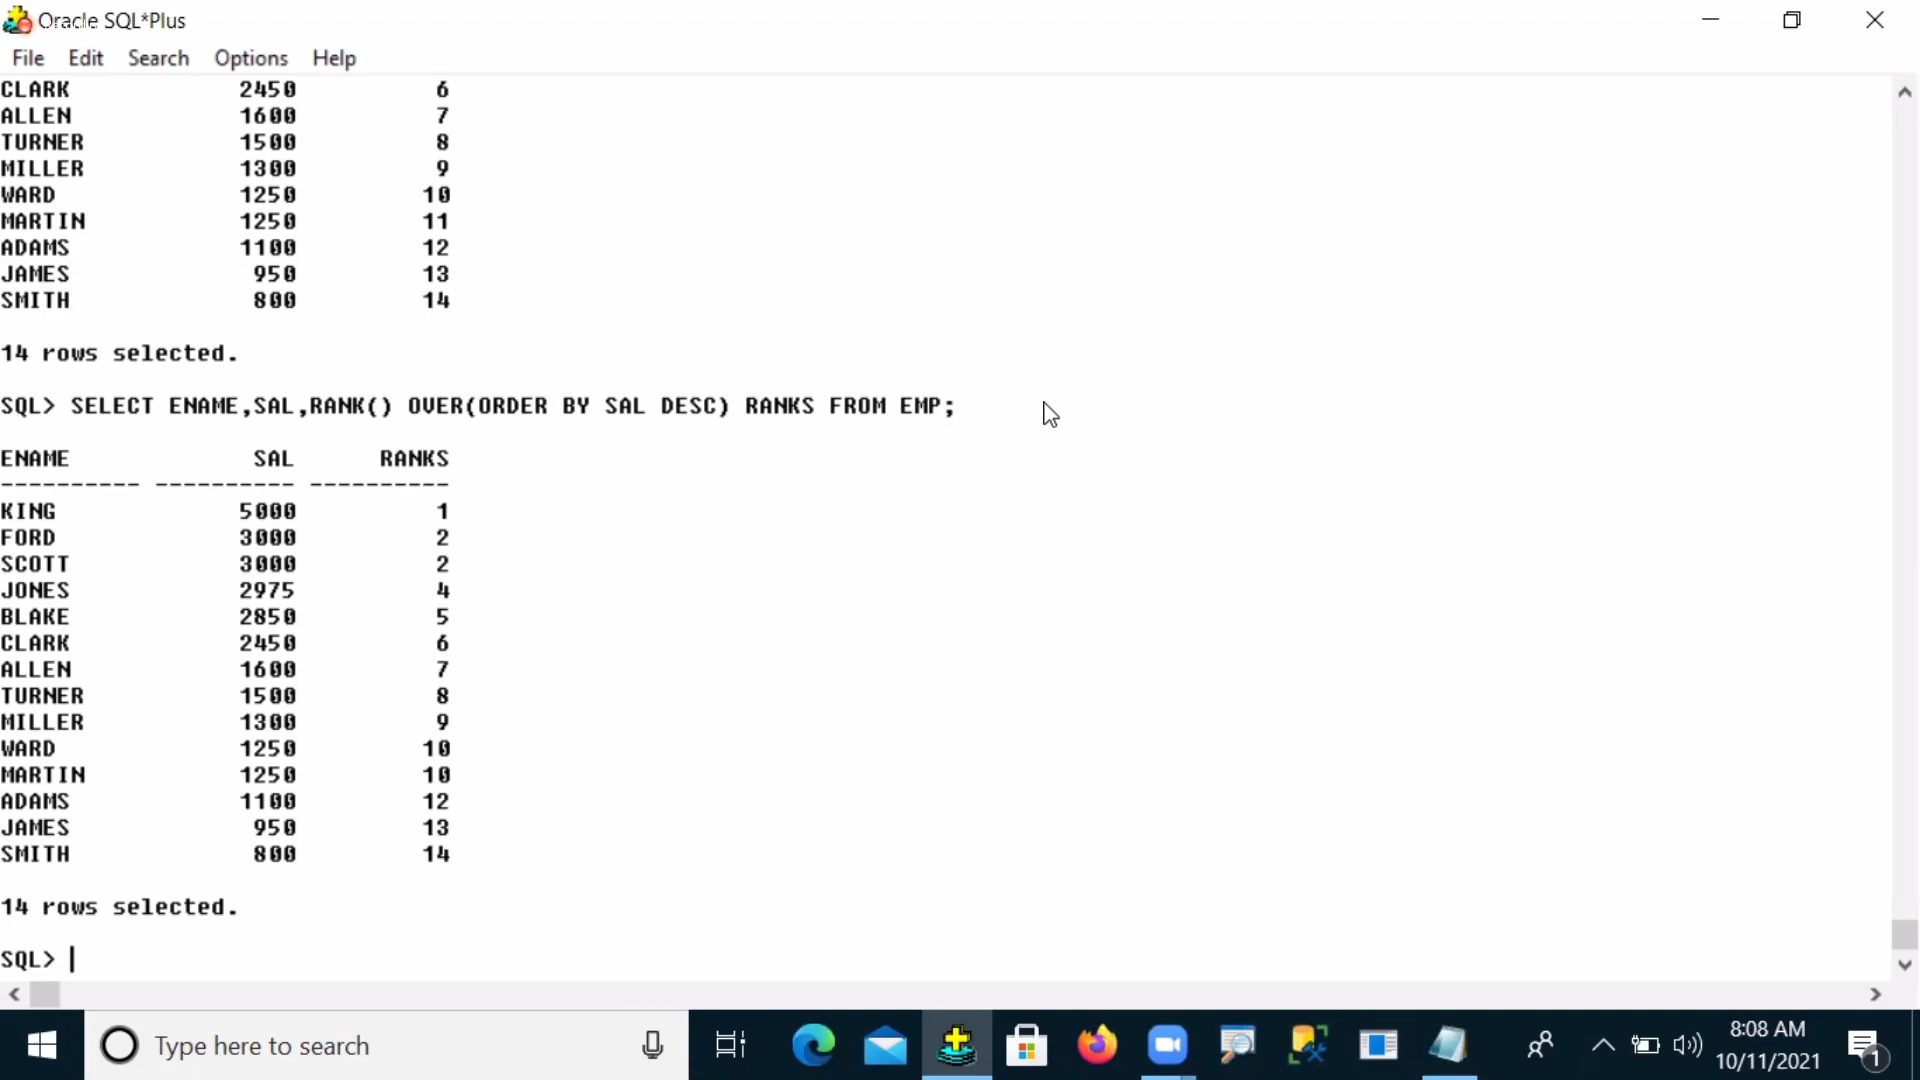 Oracle SQL*Plus
File Edit Search Options Help
CLARK 2450 6
ALLEN 1600 7
TURNER 1500 8
MILLER 1300 9
WARD 1250 10
MARTIN 1250 11
ADAMS 1100 12
JAMES 950 13
SMITH 800 14
14 rows selected.
SQL> SELECT ENAME,SAL,RANK() OVER(ORDER BY SAL DESC) RANKS FROM EMP;
ENAME SAL RANKS
---------- ---------- ----------
KING 5000 1
FORD 3000 2
SCOTT 3000 2
JONES 2975 4
BLAKE 2850 5
CLARK 2450 6
ALLEN 1600 7
TURNER 1500 8
MILLER 1300 9
WARD 1250 10
MARTIN 1250 10
ADAMS 1100 12
JAMES 950 13
SMITH 800 14
14 rows selected.
SQL>
Type here to search
8:08 AM
10/11/2021
1